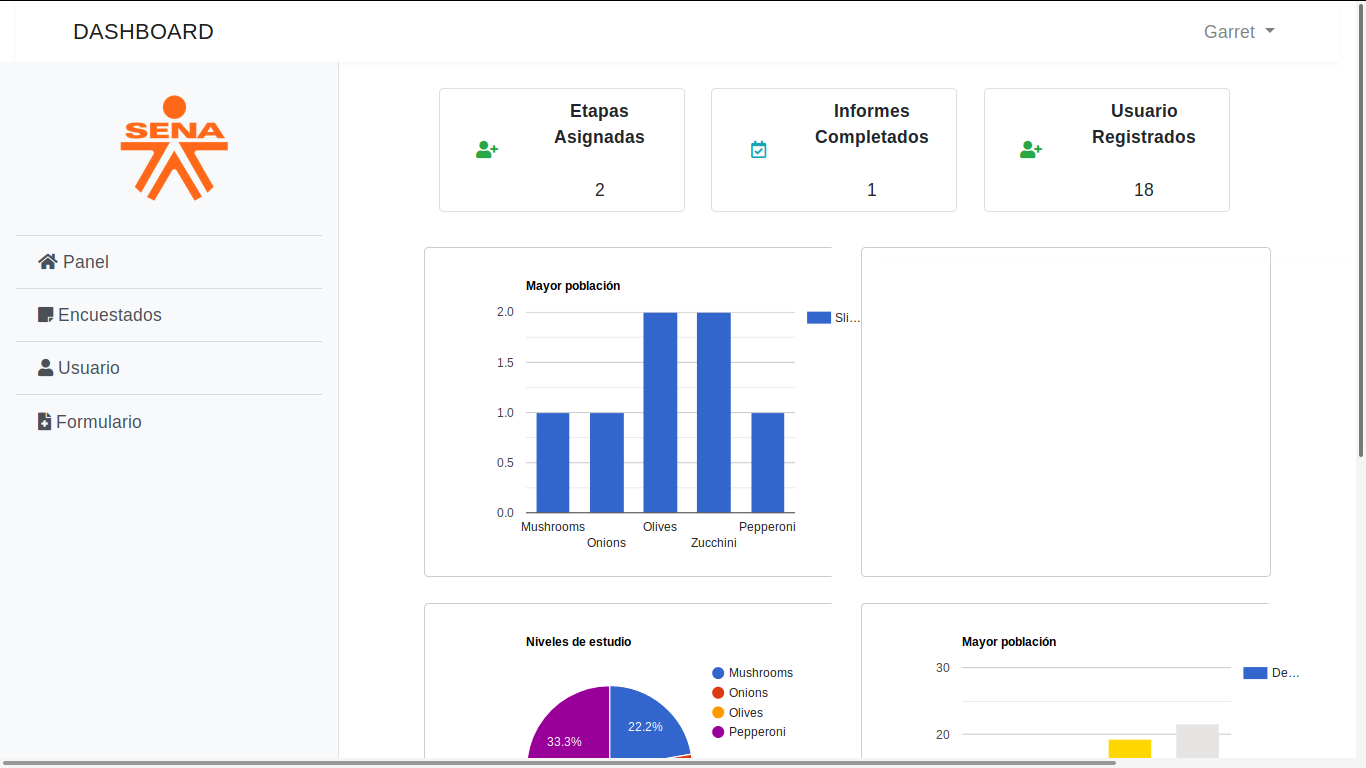 DASHBOARD
Garret
SENA
Panel
Encuestados
Usuario
Formulario
Etapas
Asignadas
2
Informes
Completados
1
Usuario
Registrados
18
Mayor población
2.0
1.5
1.0
0.5
0.0
Mushrooms
Onions
Olives
Zucchini
Pepperoni
Sli...
Niveles de estudio
33.3%
22.2%
Mushrooms
Onions
Olives
Pepperoni
Mayor población
30
20
De...